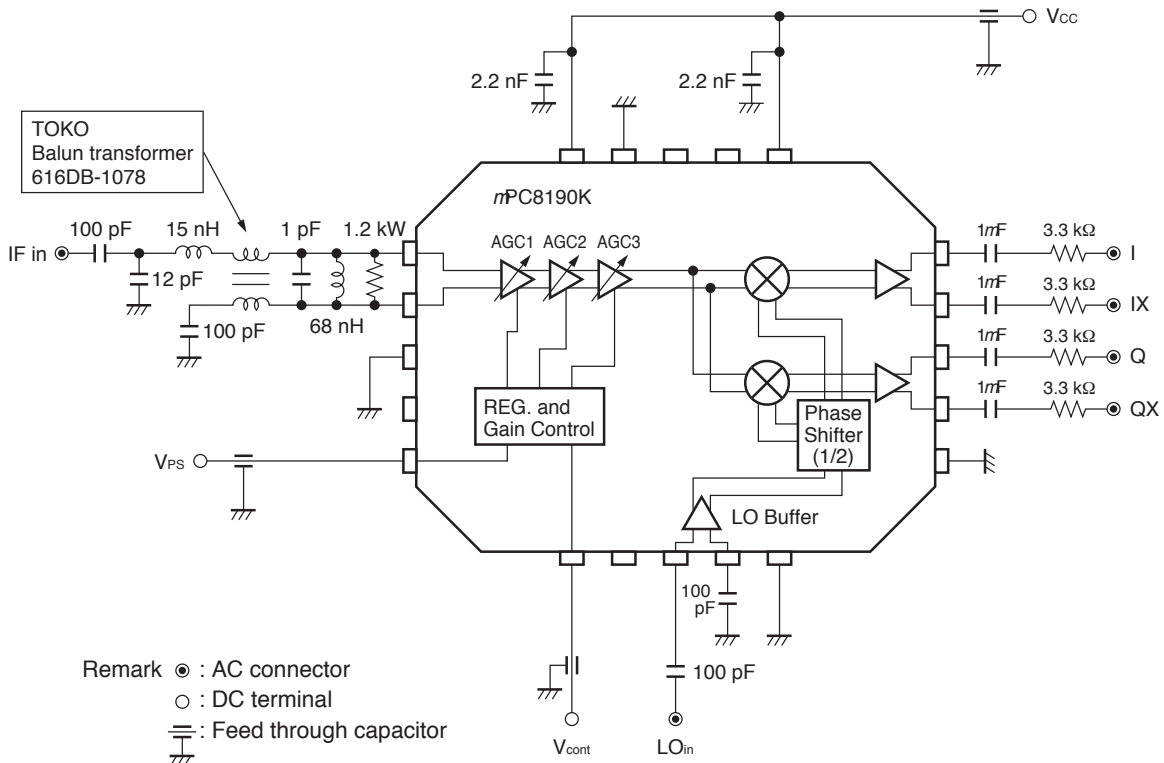 VCC
2.2 nF
2.2 nF
TOKO
Balun transformer
616DB-1078
mPC8190K
100 pF
15 nH
1 pF
1.2 kW
IF in
12 pF
100 pF
68 nH
AGC1
AGC2
AGC3
1mF
3.3 kΩ
I
1mF
3.3 kΩ
IX
1mF
3.3 kΩ
Q
1mF
3.3 kΩ
QX
REG. and
Gain Control
Phase
Shifter
(1/2)
VPS
LO Buffer
100
pF
100 pF
Vcont
LOin
Remark : AC connector
: DC terminal
: Feed through capacitor